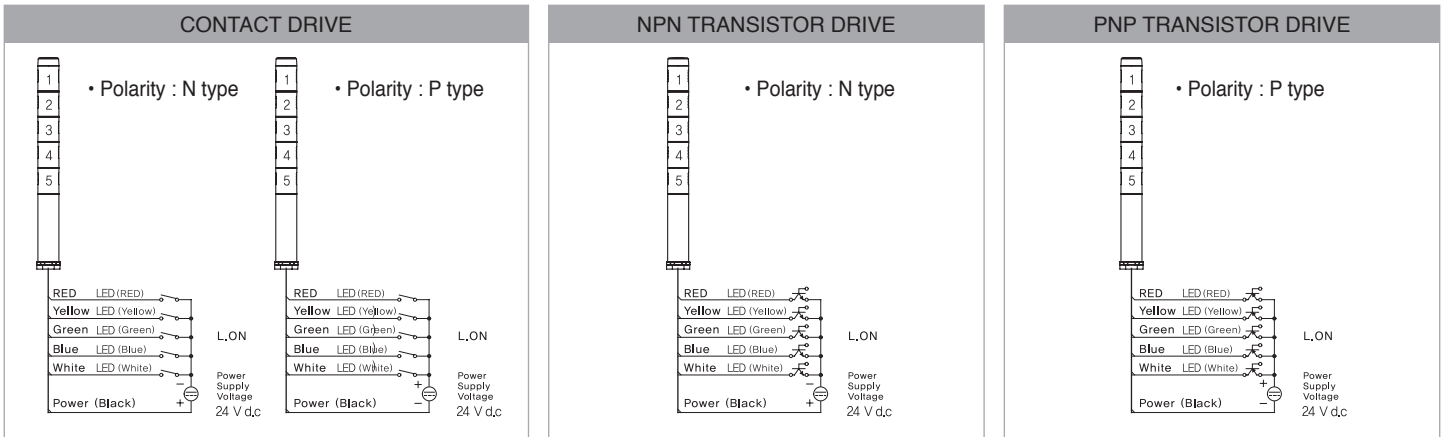 CONTACT DRIVE
1
2
3
4
5
• Polarity : N type
RED LED (RED)
Yellow LED (Yellow)
Green LED (Green)
Blue LED (Blue)
White LED (White)
Power (Black)
L.ON
−
+
Power
Supply
Voltage
24 V d.c
1
2
3
4
5
• Polarity : P type
RED LED (RED)
Yellow LED (Yellow)
Green LED (Green)
Blue LED (Blue)
White LED (White)
Power (Black)
L.ON
+
−
Power
Supply
Voltage
24 V d.c
NPN TRANSISTOR DRIVE
1
2
3
4
5
• Polarity : N type
RED LED (RED)
Yellow LED (Yellow)
Green LED (Green)
Blue LED (Blue)
White LED (White)
Power (Black)
L.ON
−
+
Power
Supply
Voltage
24 V d.c
PNP TRANSISTOR DRIVE
1
2
3
4
5
• Polarity : P type
RED LED (RED)
Yellow LED (Yellow)
Green LED (Green)
Blue LED (Blue)
White LED (White)
Power (Black)
L.ON
+
−
Power
Supply
Voltage
24 V d.c